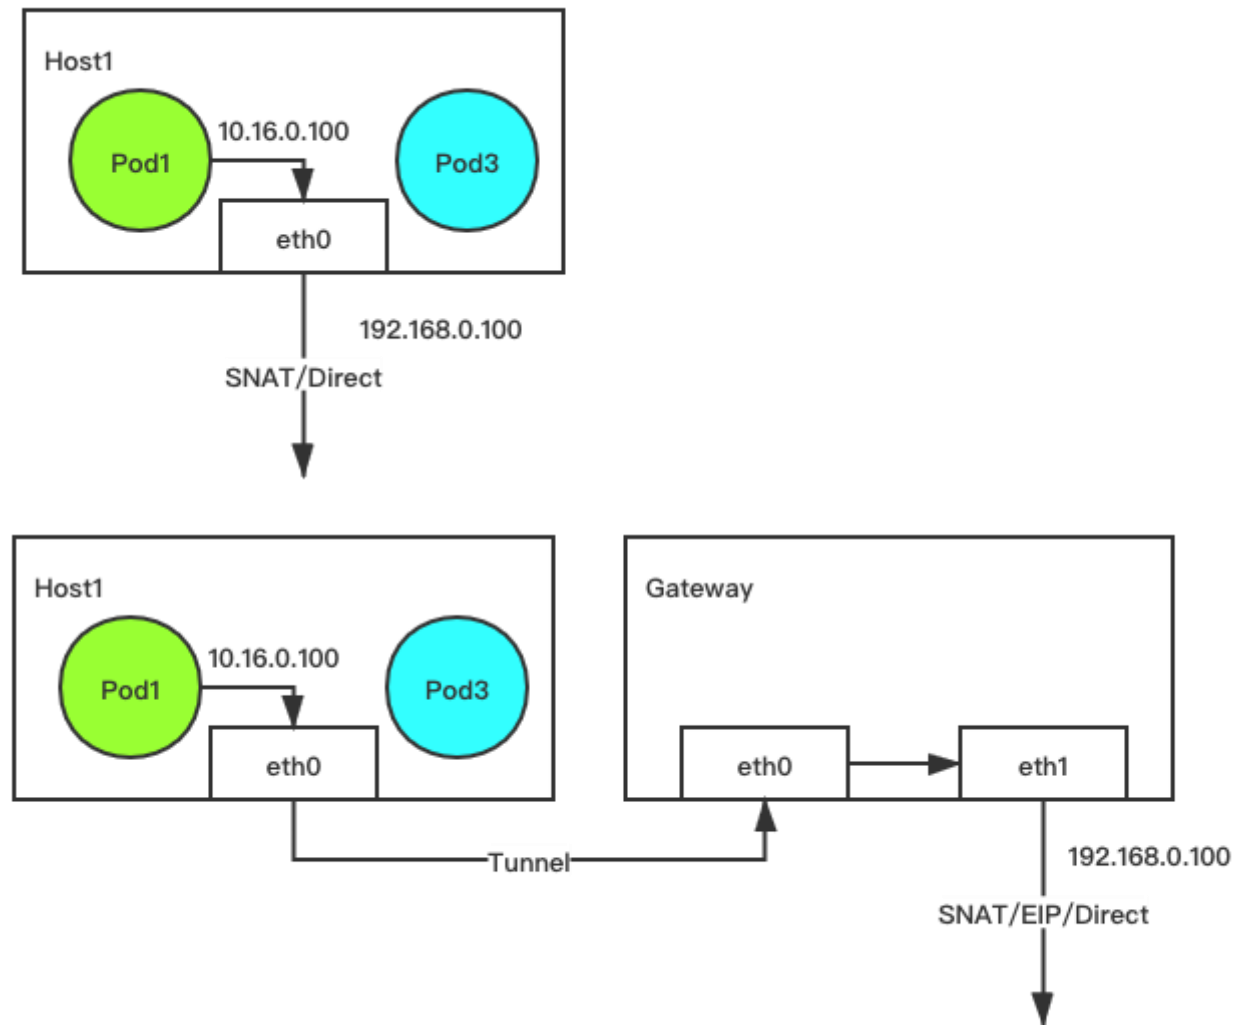 Host1
10.16.0.100
Pod1
Pod3
eth0
192.168.0.100
SNAT/Direct
Host1
Gateway
10.16.0.100
Pod1
Pod3
eth0
eth0
eth1
Tunnel
192.168.0.100
SNAT/EIP/Direct